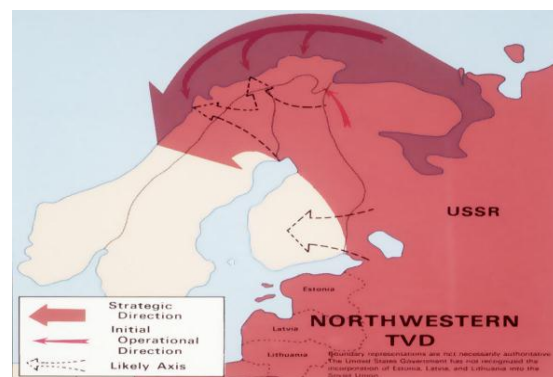 USSR
Estonia
Latvia
Lithuania
NORTHWESTERN
TVD
Boundary representations are not necessarily authoritative
The United States Government has not recognized the
incorporation of Estonia, Latvia, and Lithuania into the
Soviet Union
Strategic
Direction
Initial
Operational
Direction
Likely Axis